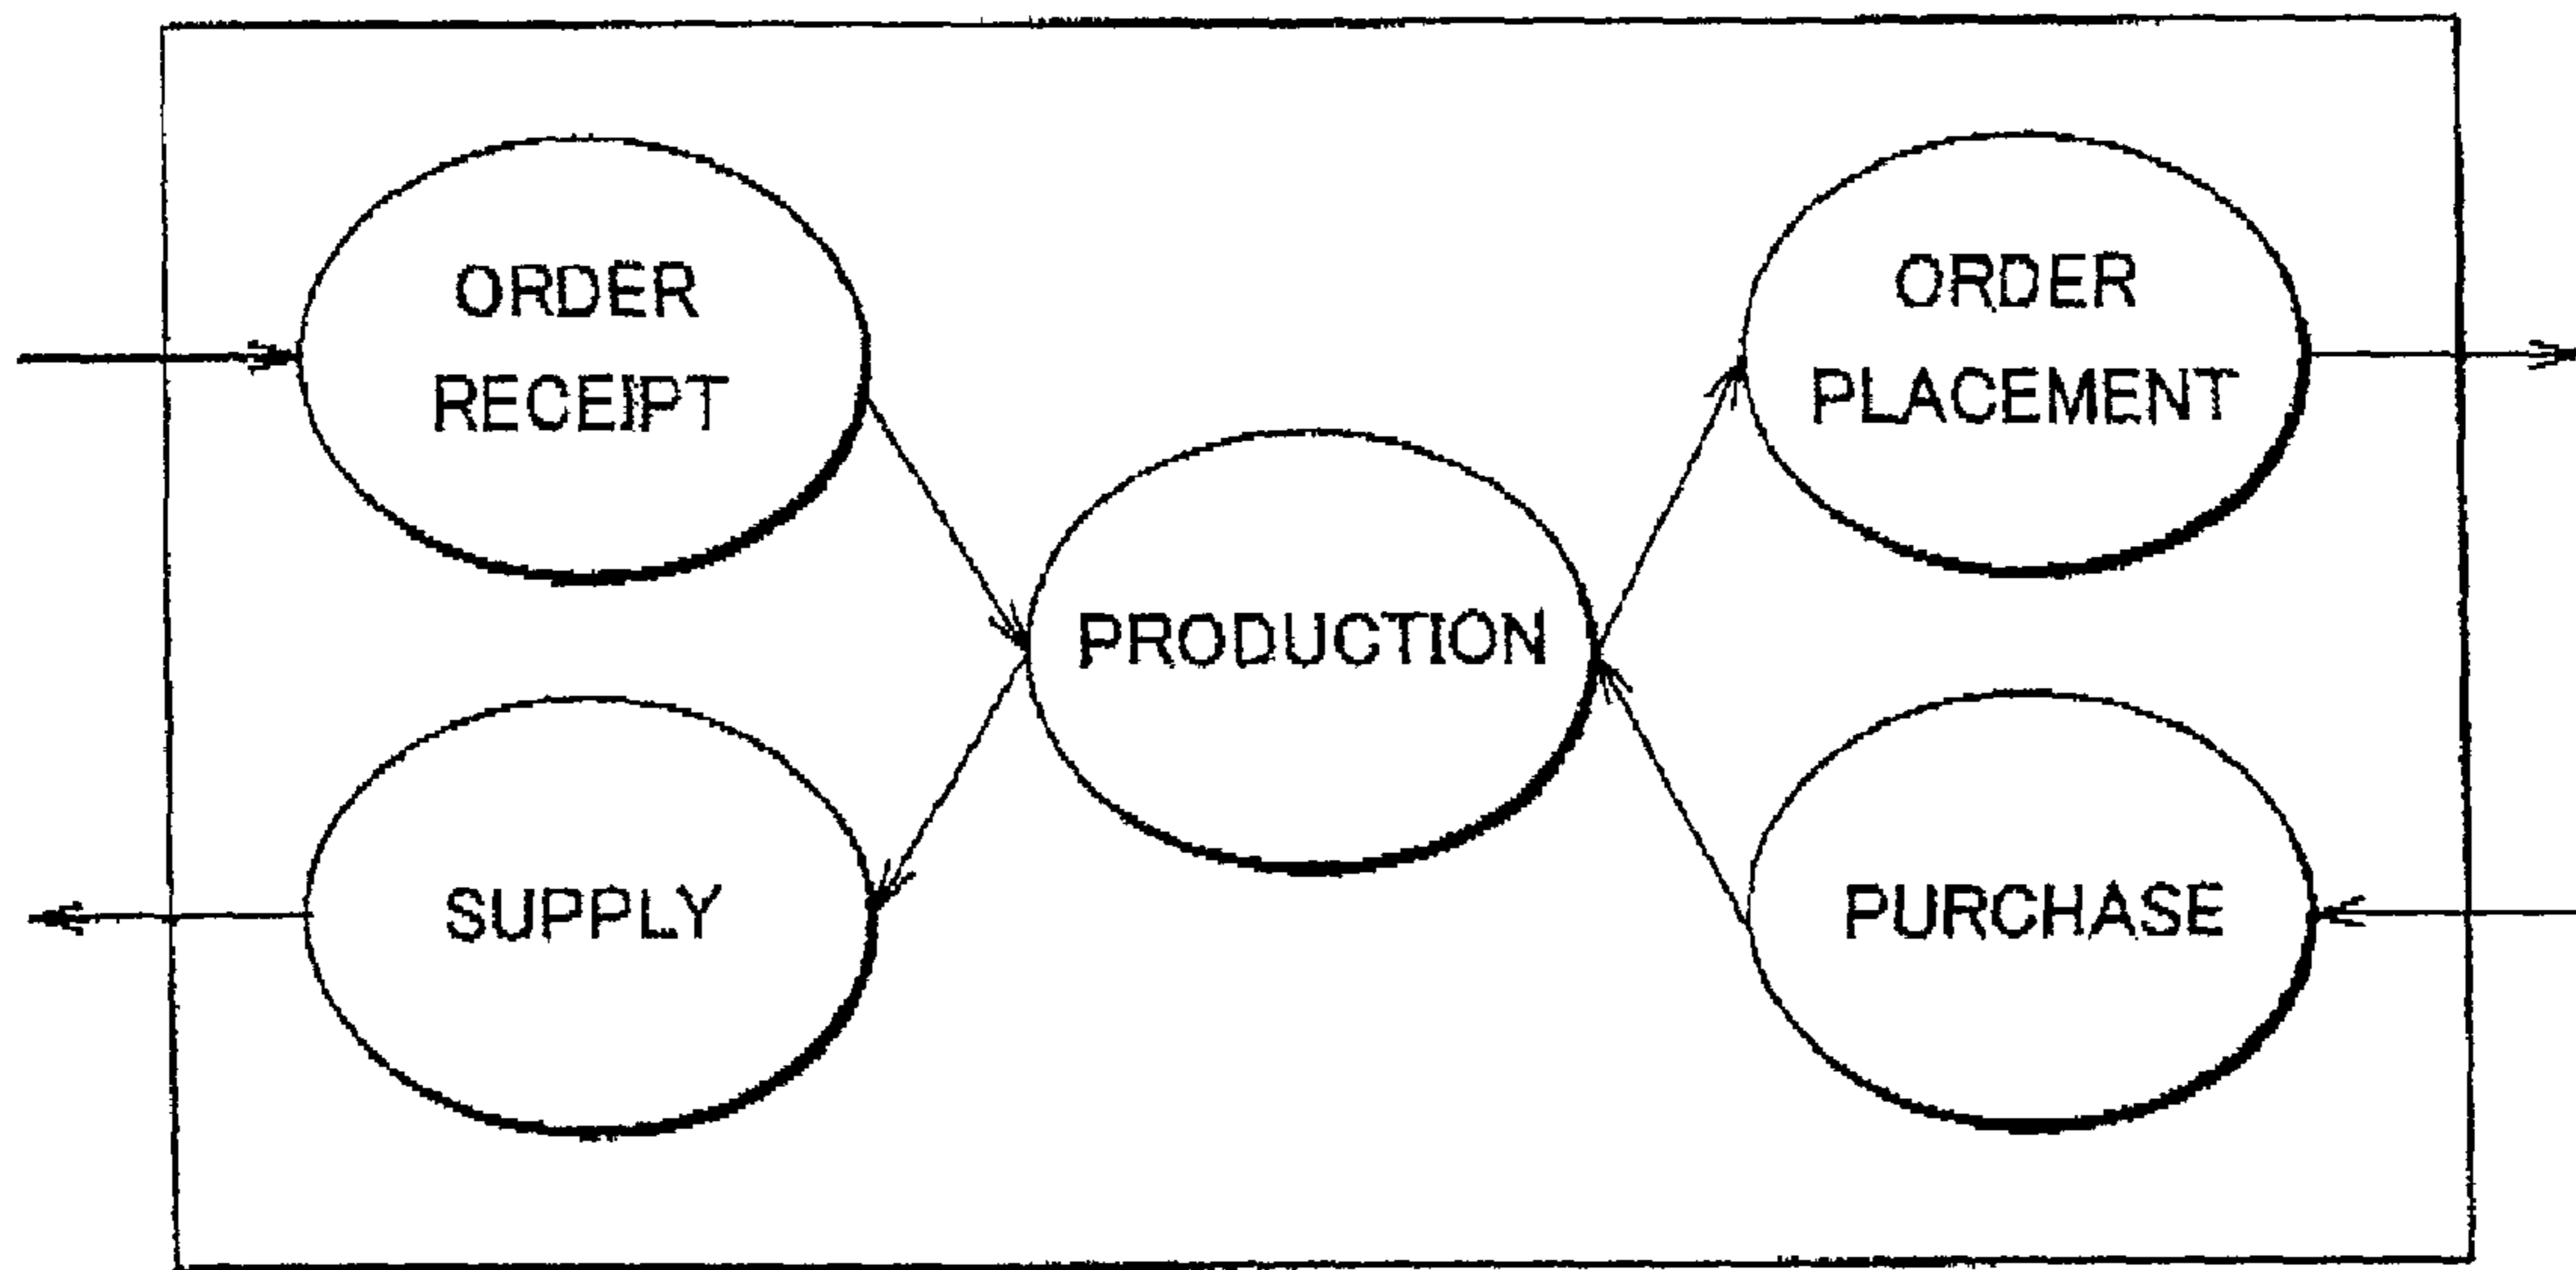 ORDER
RECEIPT
ORDER
PLACEMENT
PRODUCTION
SUPPLY
PURCHASE